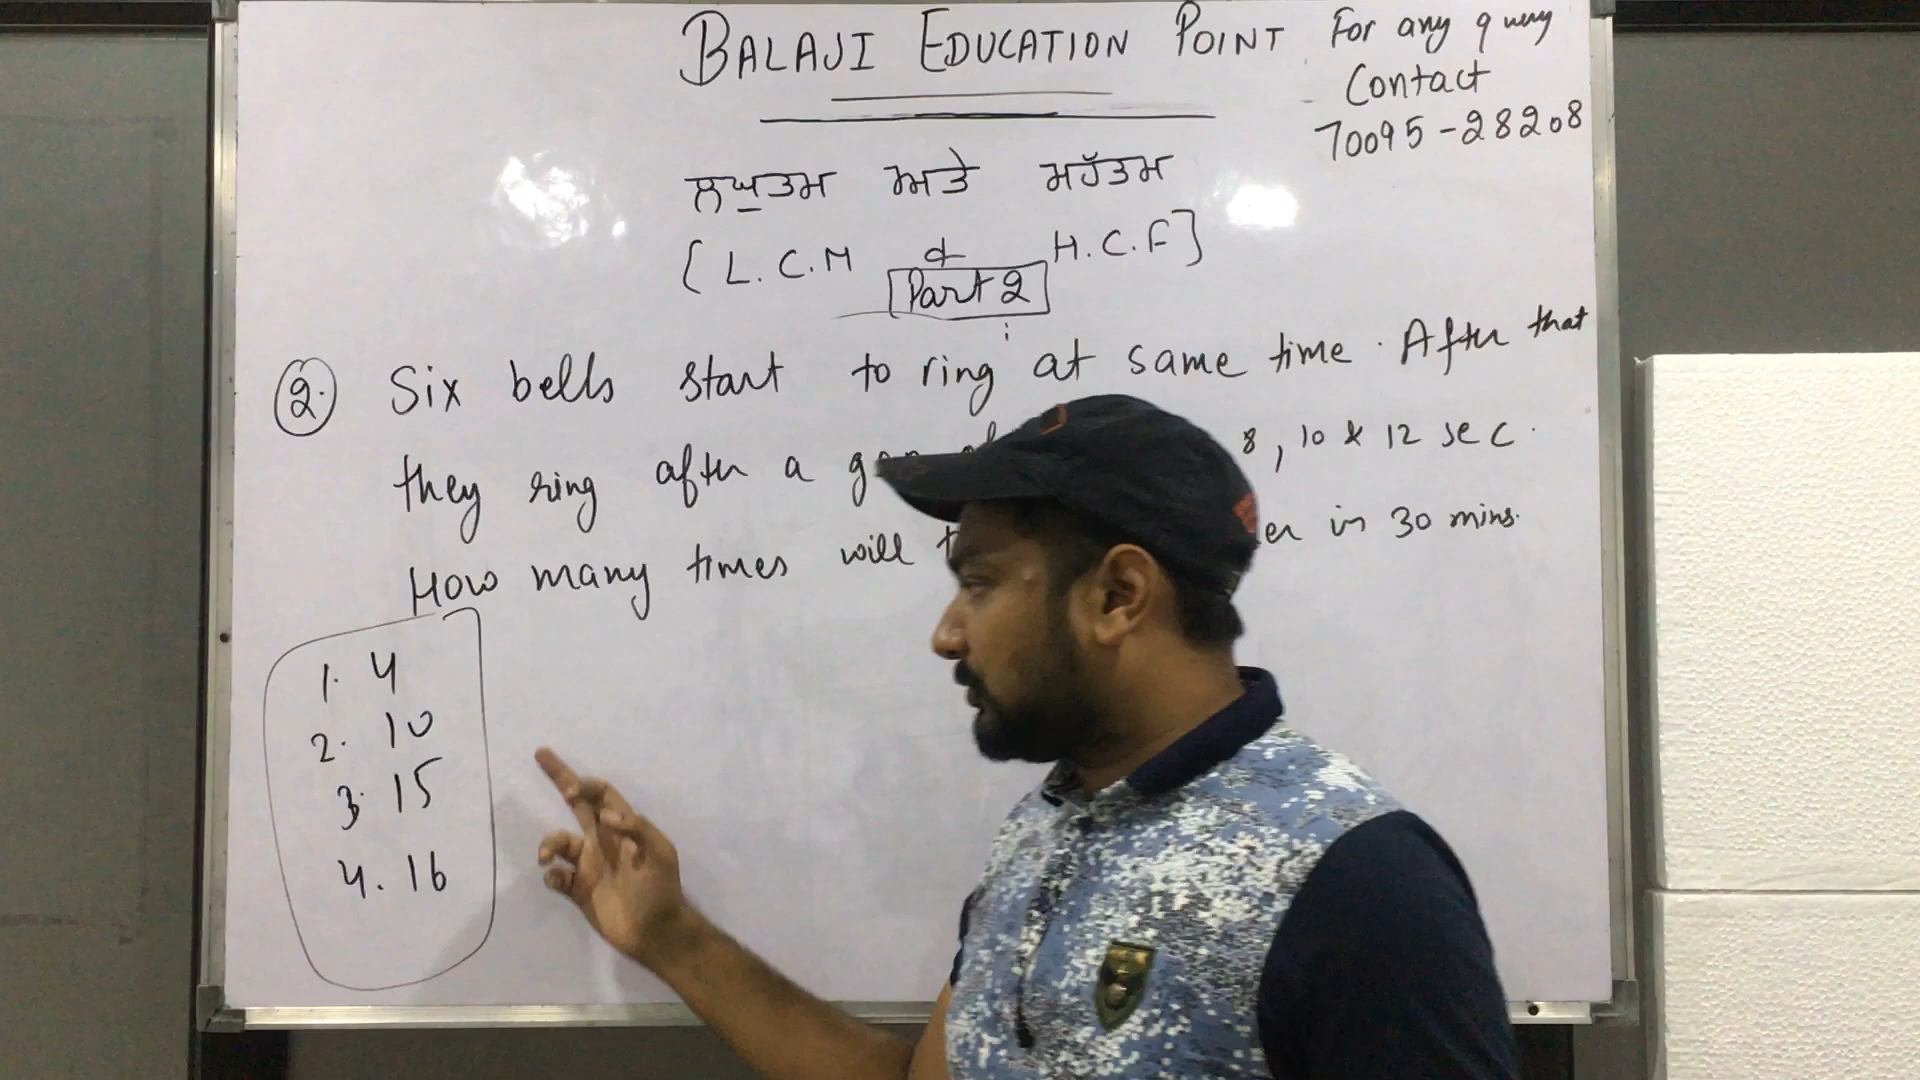 BALAJI EDUCATION POINT
For any query
Contact
70095-28208
ਲਘੁਤਮ ਅਤੇ ਮਹੱਤਮ
[L.C.M & H.C.F]
Part 2
2. Six bells start to ring at same time. After that
they ring after a 8, 10 & 12 sec.
How many times will in 30 mins.
1. 4
2. 10
3. 15
4. 16